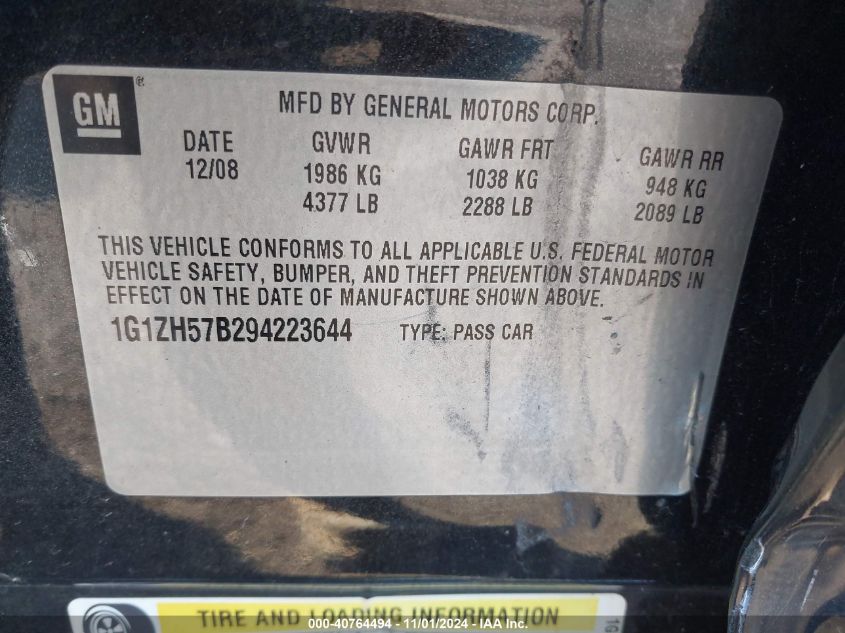 GM
®
MFD BY GENERAL MOTORS CORP.
DATE GVWR GAWR FRT GAWR RR
12/08 1986 KG 1038 KG 948 KG
4377 LB 2288 LB 2089 LB
THIS VEHICLE CONFORMS TO ALL APPLICABLE U.S. FEDERAL MOTOR
VEHICLE SAFETY, BUMPER, AND THEFT PREVENTION STANDARDS IN
EFFECT ON THE DATE OF MANUFACTURE SHOWN ABOVE.
1G1ZH57B294223644 TYPE: PASS CAR
TIRE AND LOADING INFORMATION
000-40764494 - 11/01/2024 - IAA Inc.